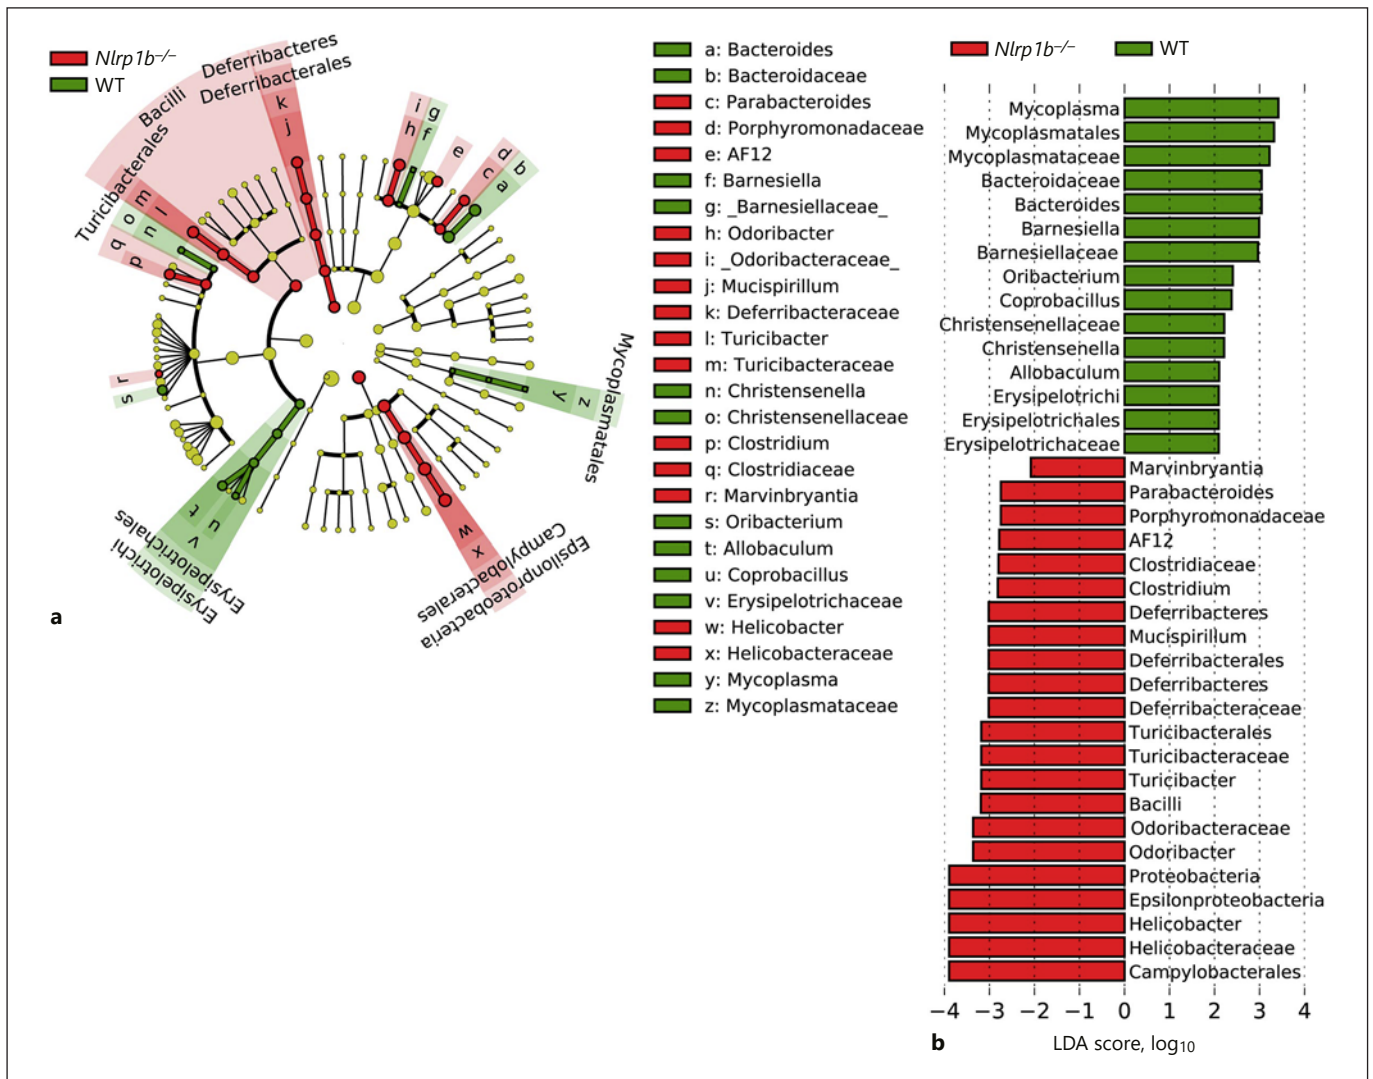 Nlrp1b–/–
WT
Deferribacteres
Deferribacterales
Bacilli
Turicibacterales
k
j
i
g
h
f
e
d
b
c
a
m
l
o
n
q
p
r
s
t
u
v
Erysipelotrichales
Erysipelotrichi
w
x
Campylobacterales
Epsilonproteobacteria
y
z
Mycoplasmatales
a
a: Bacteroides
b: Bacteroidaceae
c: Parabacteroides
d: Porphyromonadaceae
e: AF12
f: Barnesiella
g: _Barnesiellaceae_
h: Odoribacter
i: _Odoribacteraceae_
j: Mucispirillum
k: Deferribacteraceae
l: Turicibacter
m: Turicibacteraceae
n: Christensenella
o: Christensenellaceae
p: Clostridium
q: Clostridiaceae
r: Marvinbryantia
s: Oribacterium
t: Allobaculum
u: Coprobacillus
v: Erysipelotrichaceae
w: Helicobacter
x: Helicobacteraceae
y: Mycoplasma
z: Mycoplasmataceae
Nlrp1b–/–
WT
Mycoplasma
Mycoplasmatales
Mycoplasmataceae
Bacteroidaceae
Bacteroides
Barnesiella
Barnesiellaceae
Oribacterium
Coprobacillus
Christensenellaceae
Christensenella
Allobaculum
Erysipelotrichi
Erysipelotrichales
Erysipelotrichaceae
Marvinbryantia
Parabacteroides
Porphyromonadaceae
AF12
Clostridiaceae
Clostridium
Deferribacteres
Mucispirillum
Deferribacterales
Deferribacteres
Deferribacteraceae
Turicibacterales
Turicibacteraceae
Turicibacter
Bacilli
Odoribacteraceae
Odoribacter
Proteobacteria
Epsilonproteobacteria
Helicobacter
Helicobacteraceae
Campylobacterales
−4 −3 −2 −1 0 1 2 3 4
b
LDA score, log10